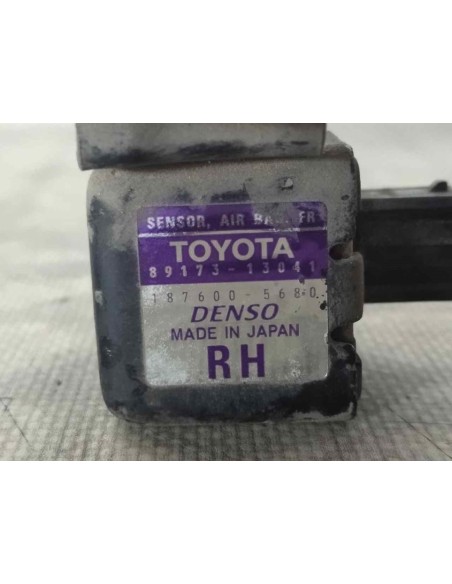 SENSOR, AIR BAG. FR
TOYOTA
89173-13041
187600-5680
DENSO
MADE IN JAPAN
RH